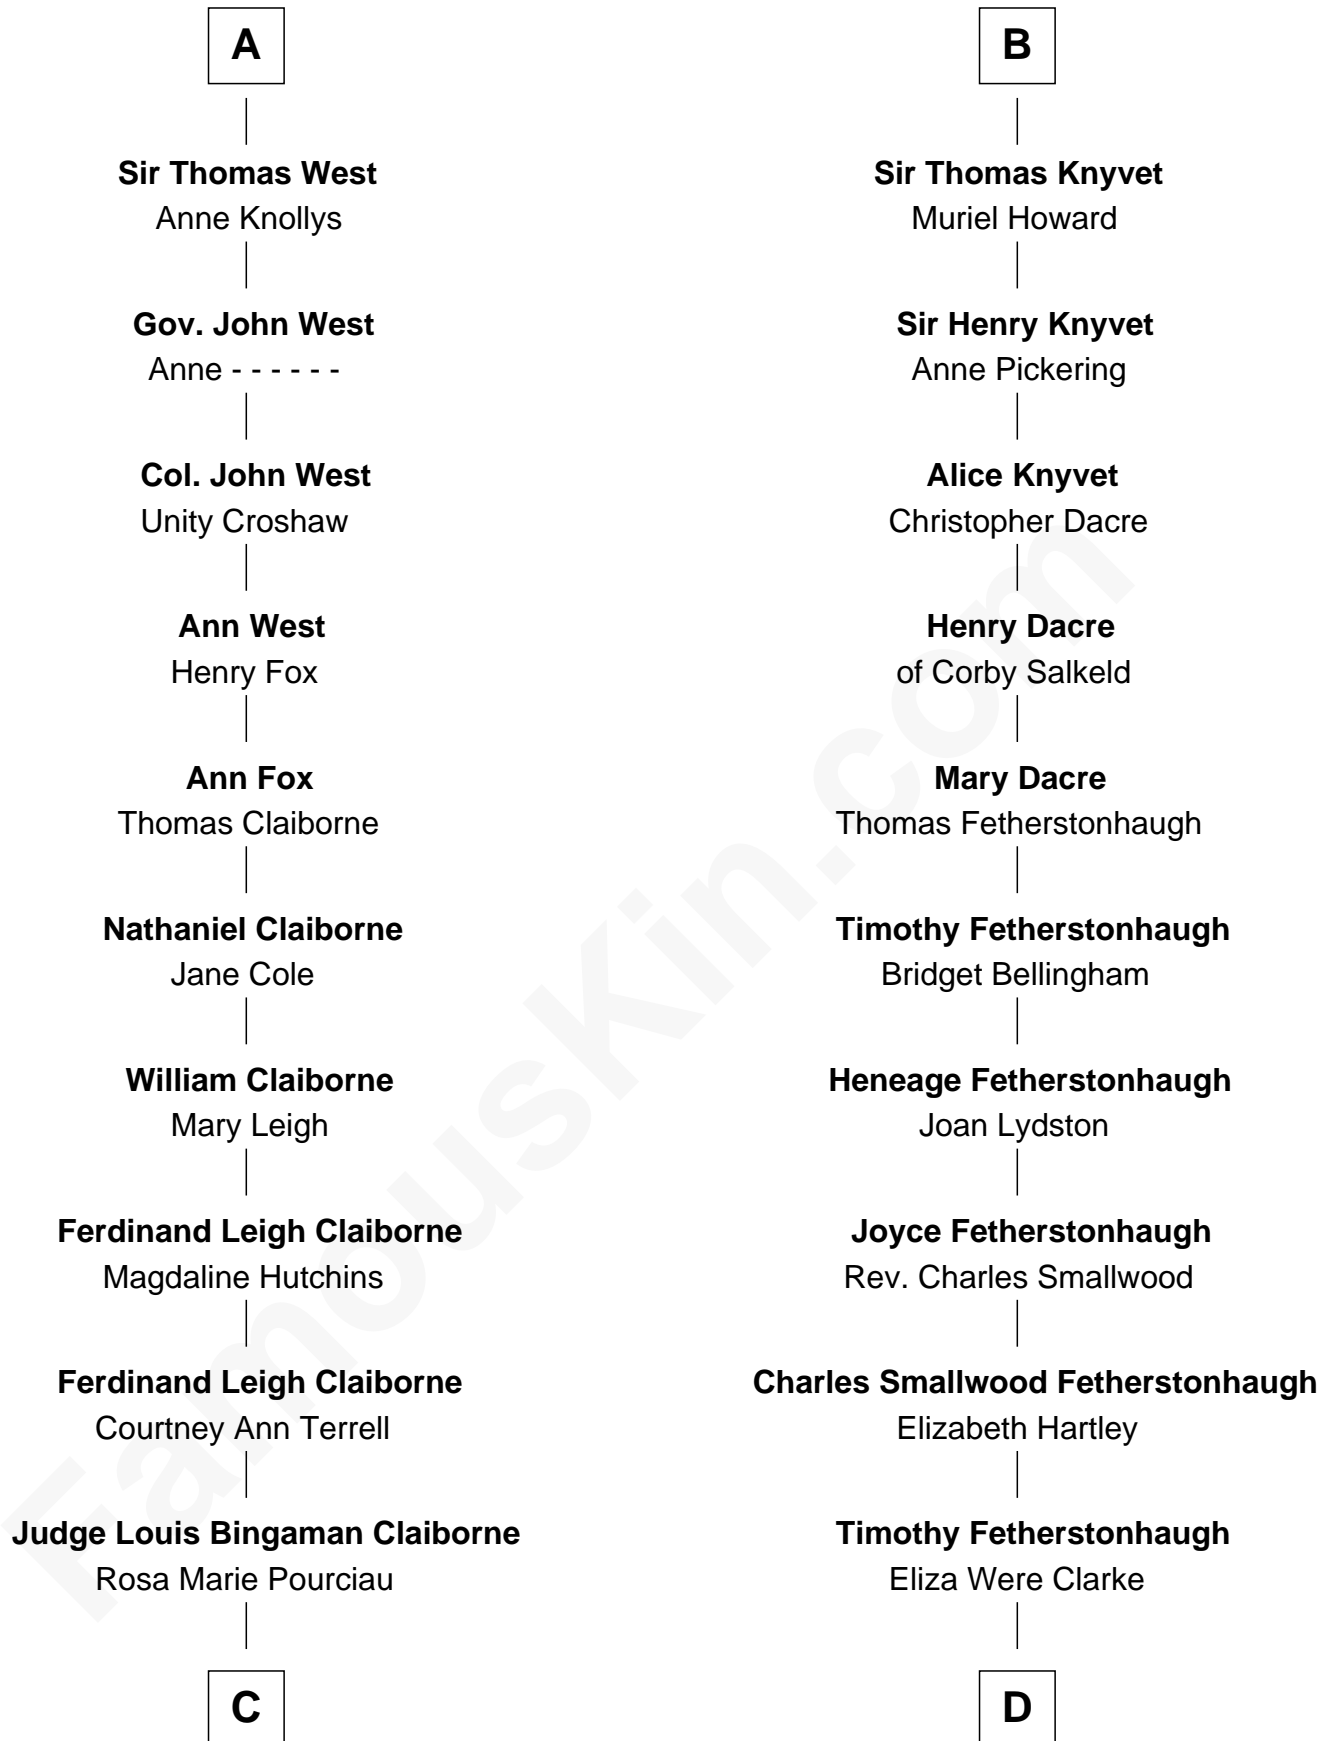 A
Sir Thomas West
Anne Knollys
Gov. John West
Anne - - - - - -
Col. John West
Unity Croshaw
Ann West
Henry Fox
Ann Fox
Thomas Claiborne
Nathaniel Claiborne
Jane Cole
William Claiborne
Mary Leigh
Ferdinand Leigh Claiborne
Magdaline Hutchins
Ferdinand Leigh Claiborne
Courtney Ann Terrell
Judge Louis Bingaman Claiborne
Rosa Marie Pourciau
C
B
Sir Thomas Knyvet
Muriel Howard
Sir Henry Knyvet
Anne Pickering
Alice Knyvet
Christopher Dacre
Henry Dacre
of Corby Salkeld
Mary Dacre
Thomas Fetherstonhaugh
Timothy Fetherstonhaugh
Bridget Bellingham
Heneage Fetherstonhaugh
Joan Lydston
Joyce Fetherstonhaugh
Rev. Charles Smallwood
Charles Smallwood Fetherstonhaugh
Elizabeth Hartley
Timothy Fetherstonhaugh
Eliza Were Clarke
D
FamousKin.com